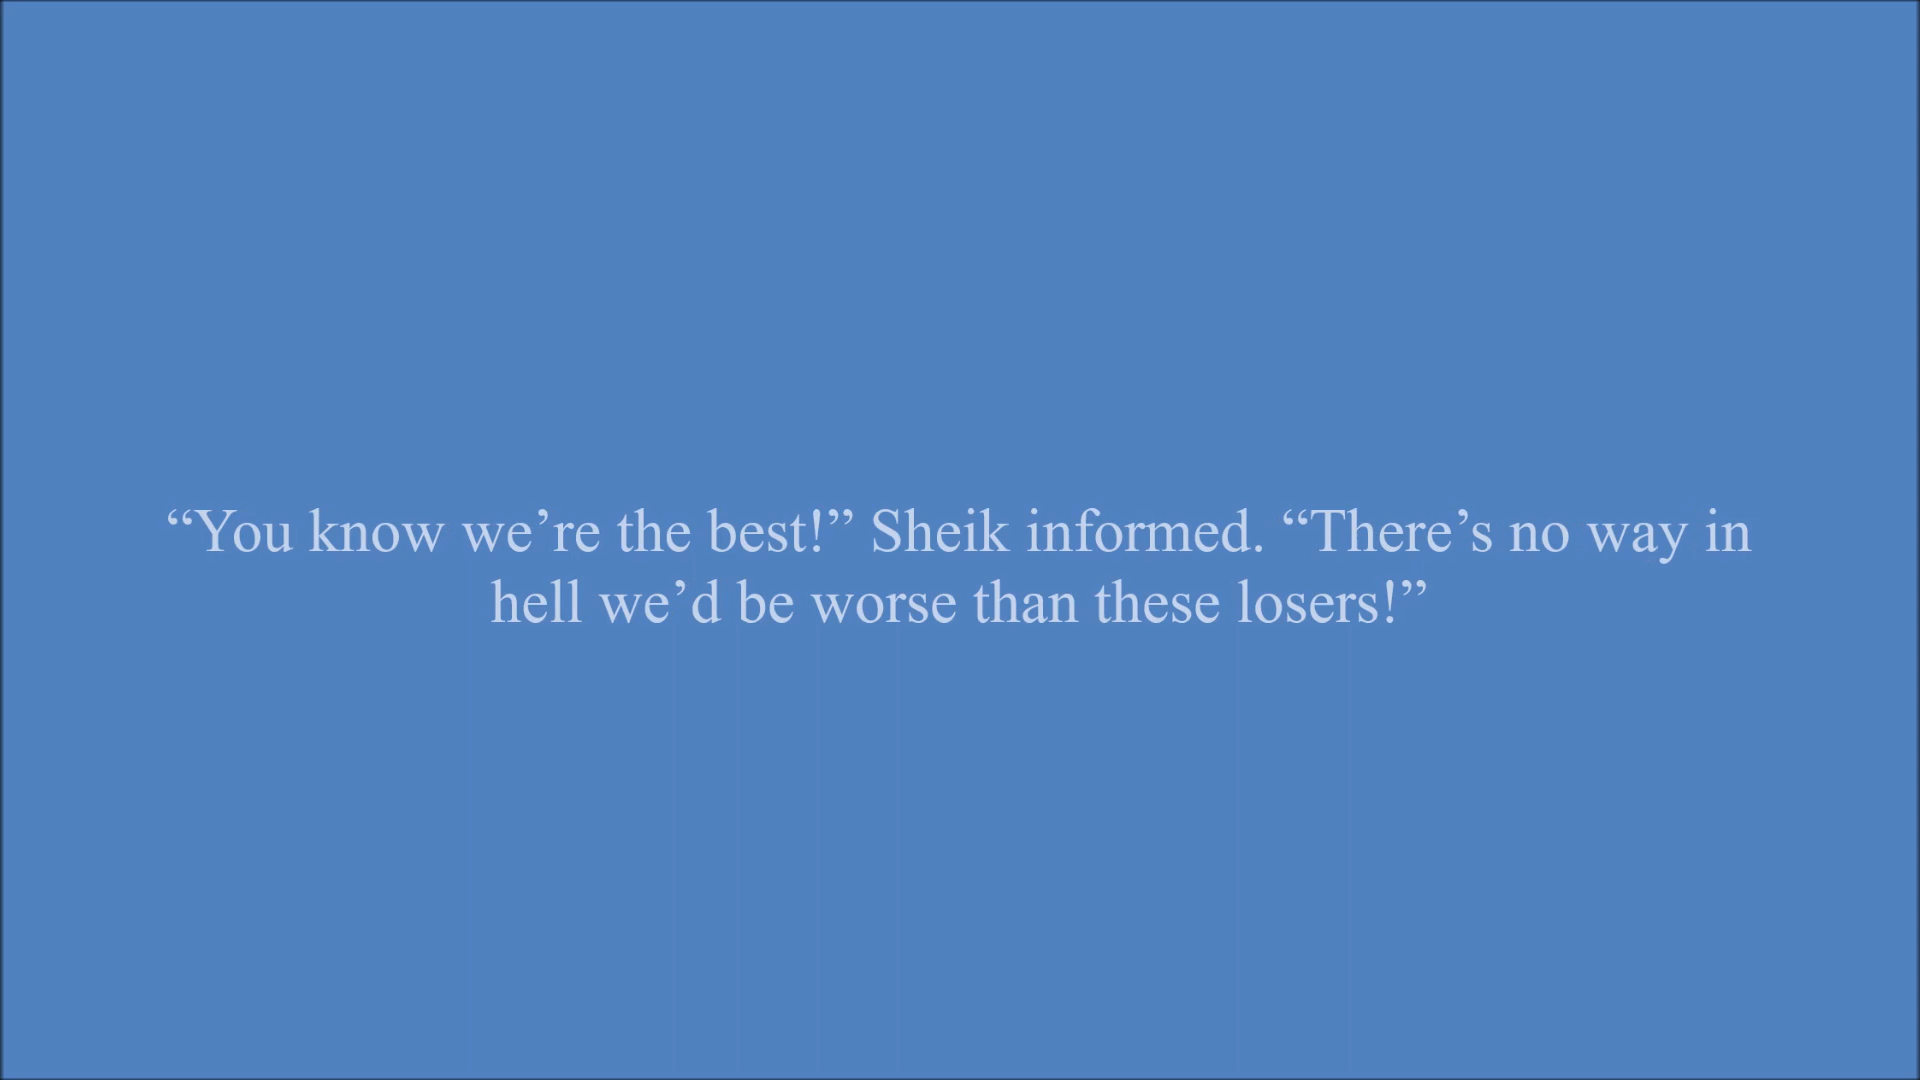 “You know we’re the best!” Sheik informed. “There’s no way in
hell we’d be worse than these losers!”